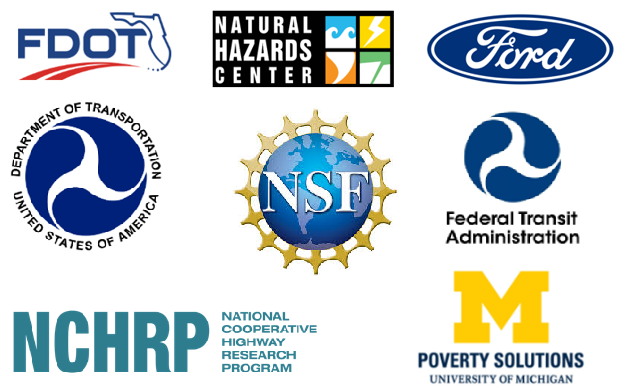 FDOT
NATURAL
HAZARDS
CENTER
Ford
DEPARTMENT OF TRANSPORTATION
UNITED STATES OF AMERICA
NSF
Federal Transit
Administration
NCHRP
NATIONAL
COOPERATIVE
HIGHWAY
RESEARCH
PROGRAM
M
POVERTY SOLUTIONS
UNIVERSITY OF MICHIGAN